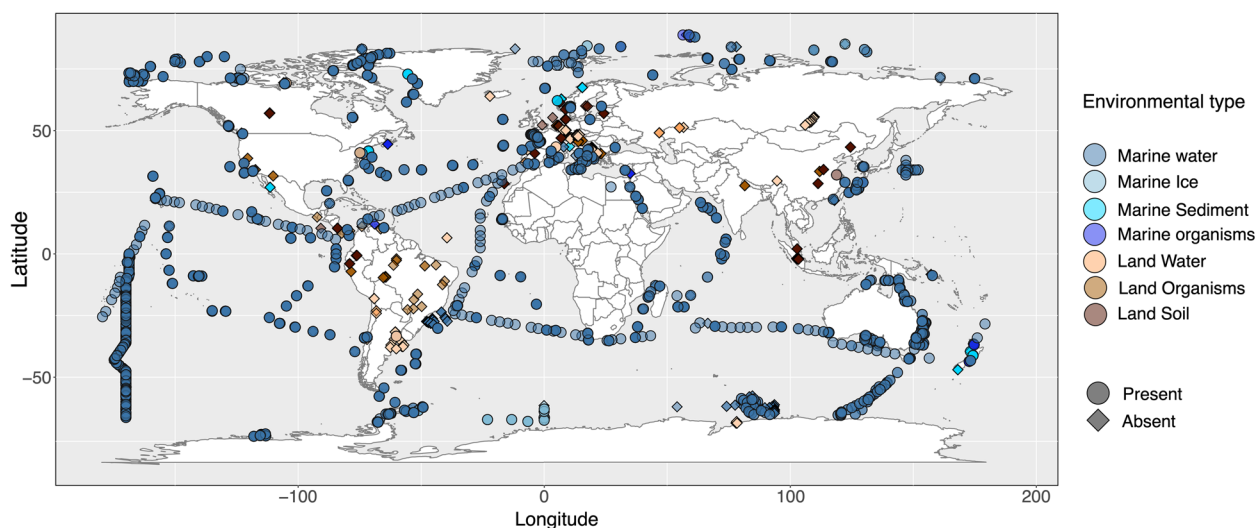 Latitude
50
0
−50
−100
0
100
200
Longitude
Environmental type
Marine water
Marine Ice
Marine Sediment
Marine organisms
Land Water
Land Organisms
Land Soil
Present
Absent